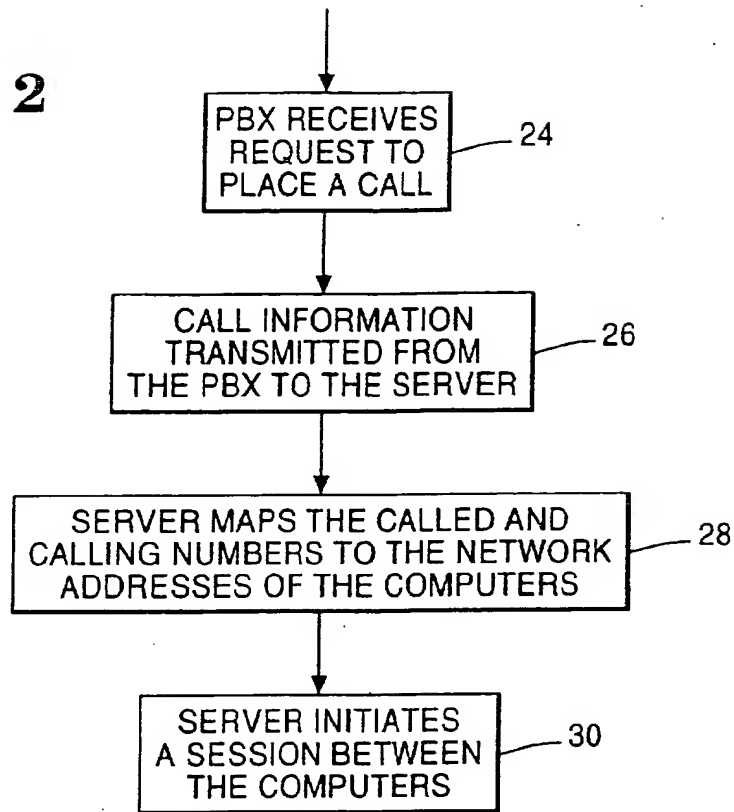 2
PBX RECEIVES
REQUEST TO
PLACE A CALL
24
CALL INFORMATION
TRANSMITTED FROM
THE PBX TO THE SERVER
26
SERVER MAPS THE CALLED AND
CALLING NUMBERS TO THE NETWORK
ADDRESSES OF THE COMPUTERS
28
SERVER INITIATES
A SESSION BETWEEN
THE COMPUTERS
30